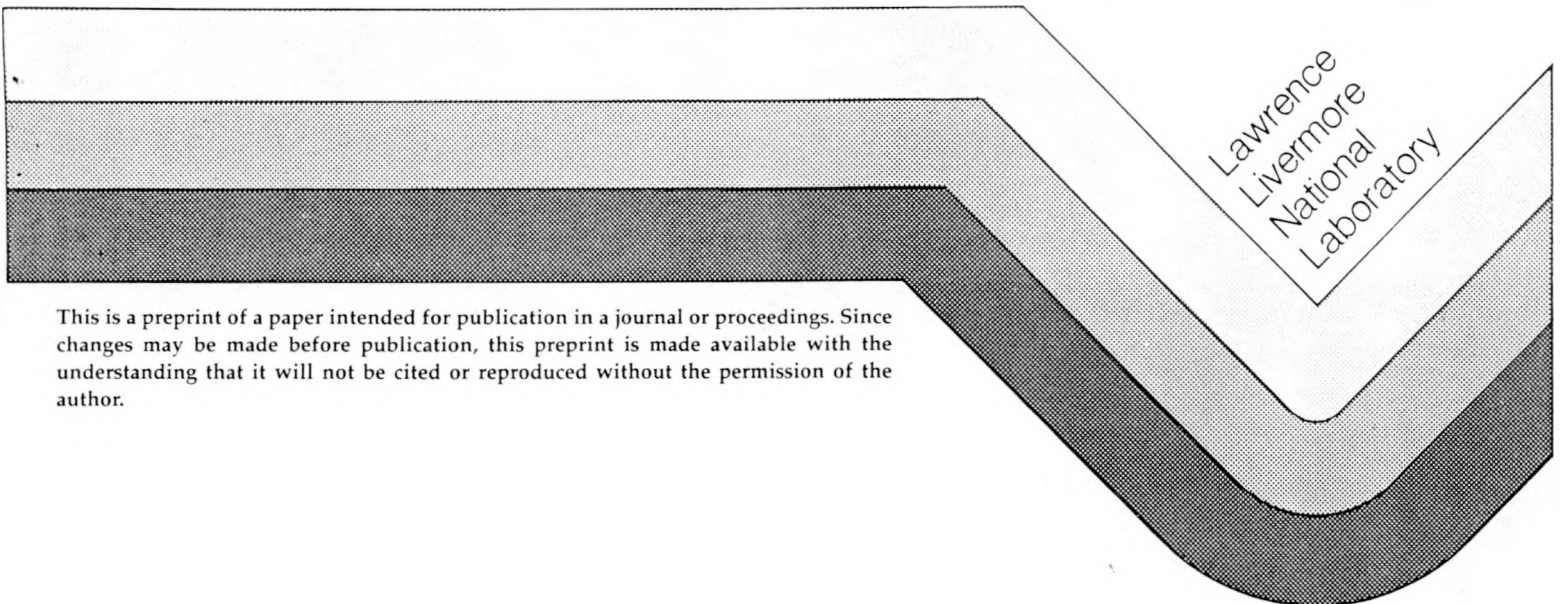 Lawrence
Livermore
National
Laboratory
This is a preprint of a paper intended for publication in a journal or proceedings. Since
changes may be made before publication, this preprint is made available with the
understanding that it will not be cited or reproduced without the permission of the
author.